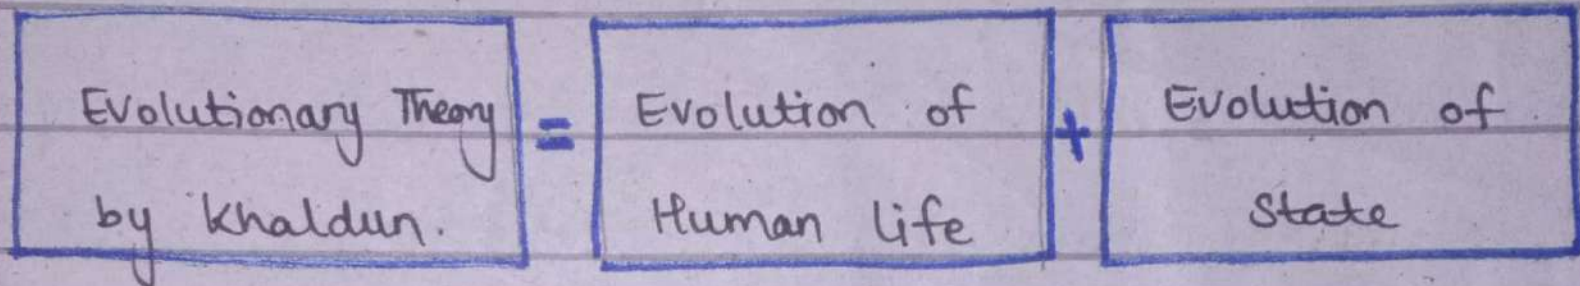 Evolutionary Theory
by Khaldun.
=
Evolution of
Human life
+
Evolution of
State